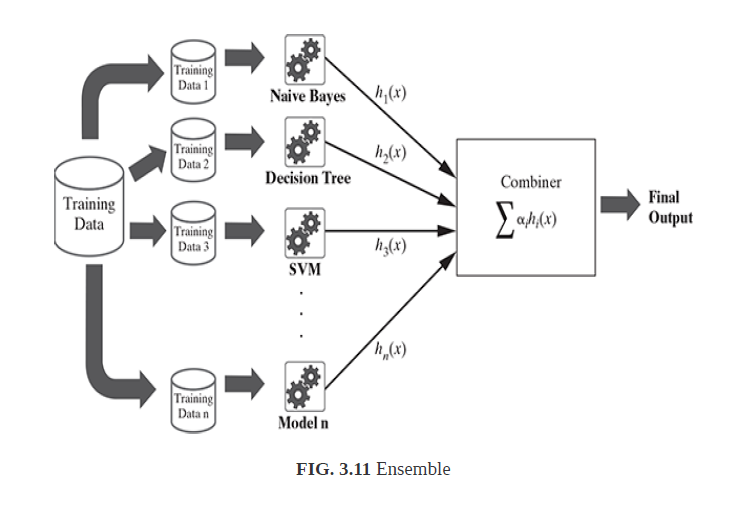 Training
Data
Training
Data 1
Naive Bayes
h₁(x)
Training
Data 2
Decision Tree
h₂(x)
Training
Data 3
SVM
h₃(x)
.
.
.
Training
Data n
Model n
hₙ(x)
Combiner
∑αᵢhᵢ(x)
Final
Output
FIG. 3.11 Ensemble